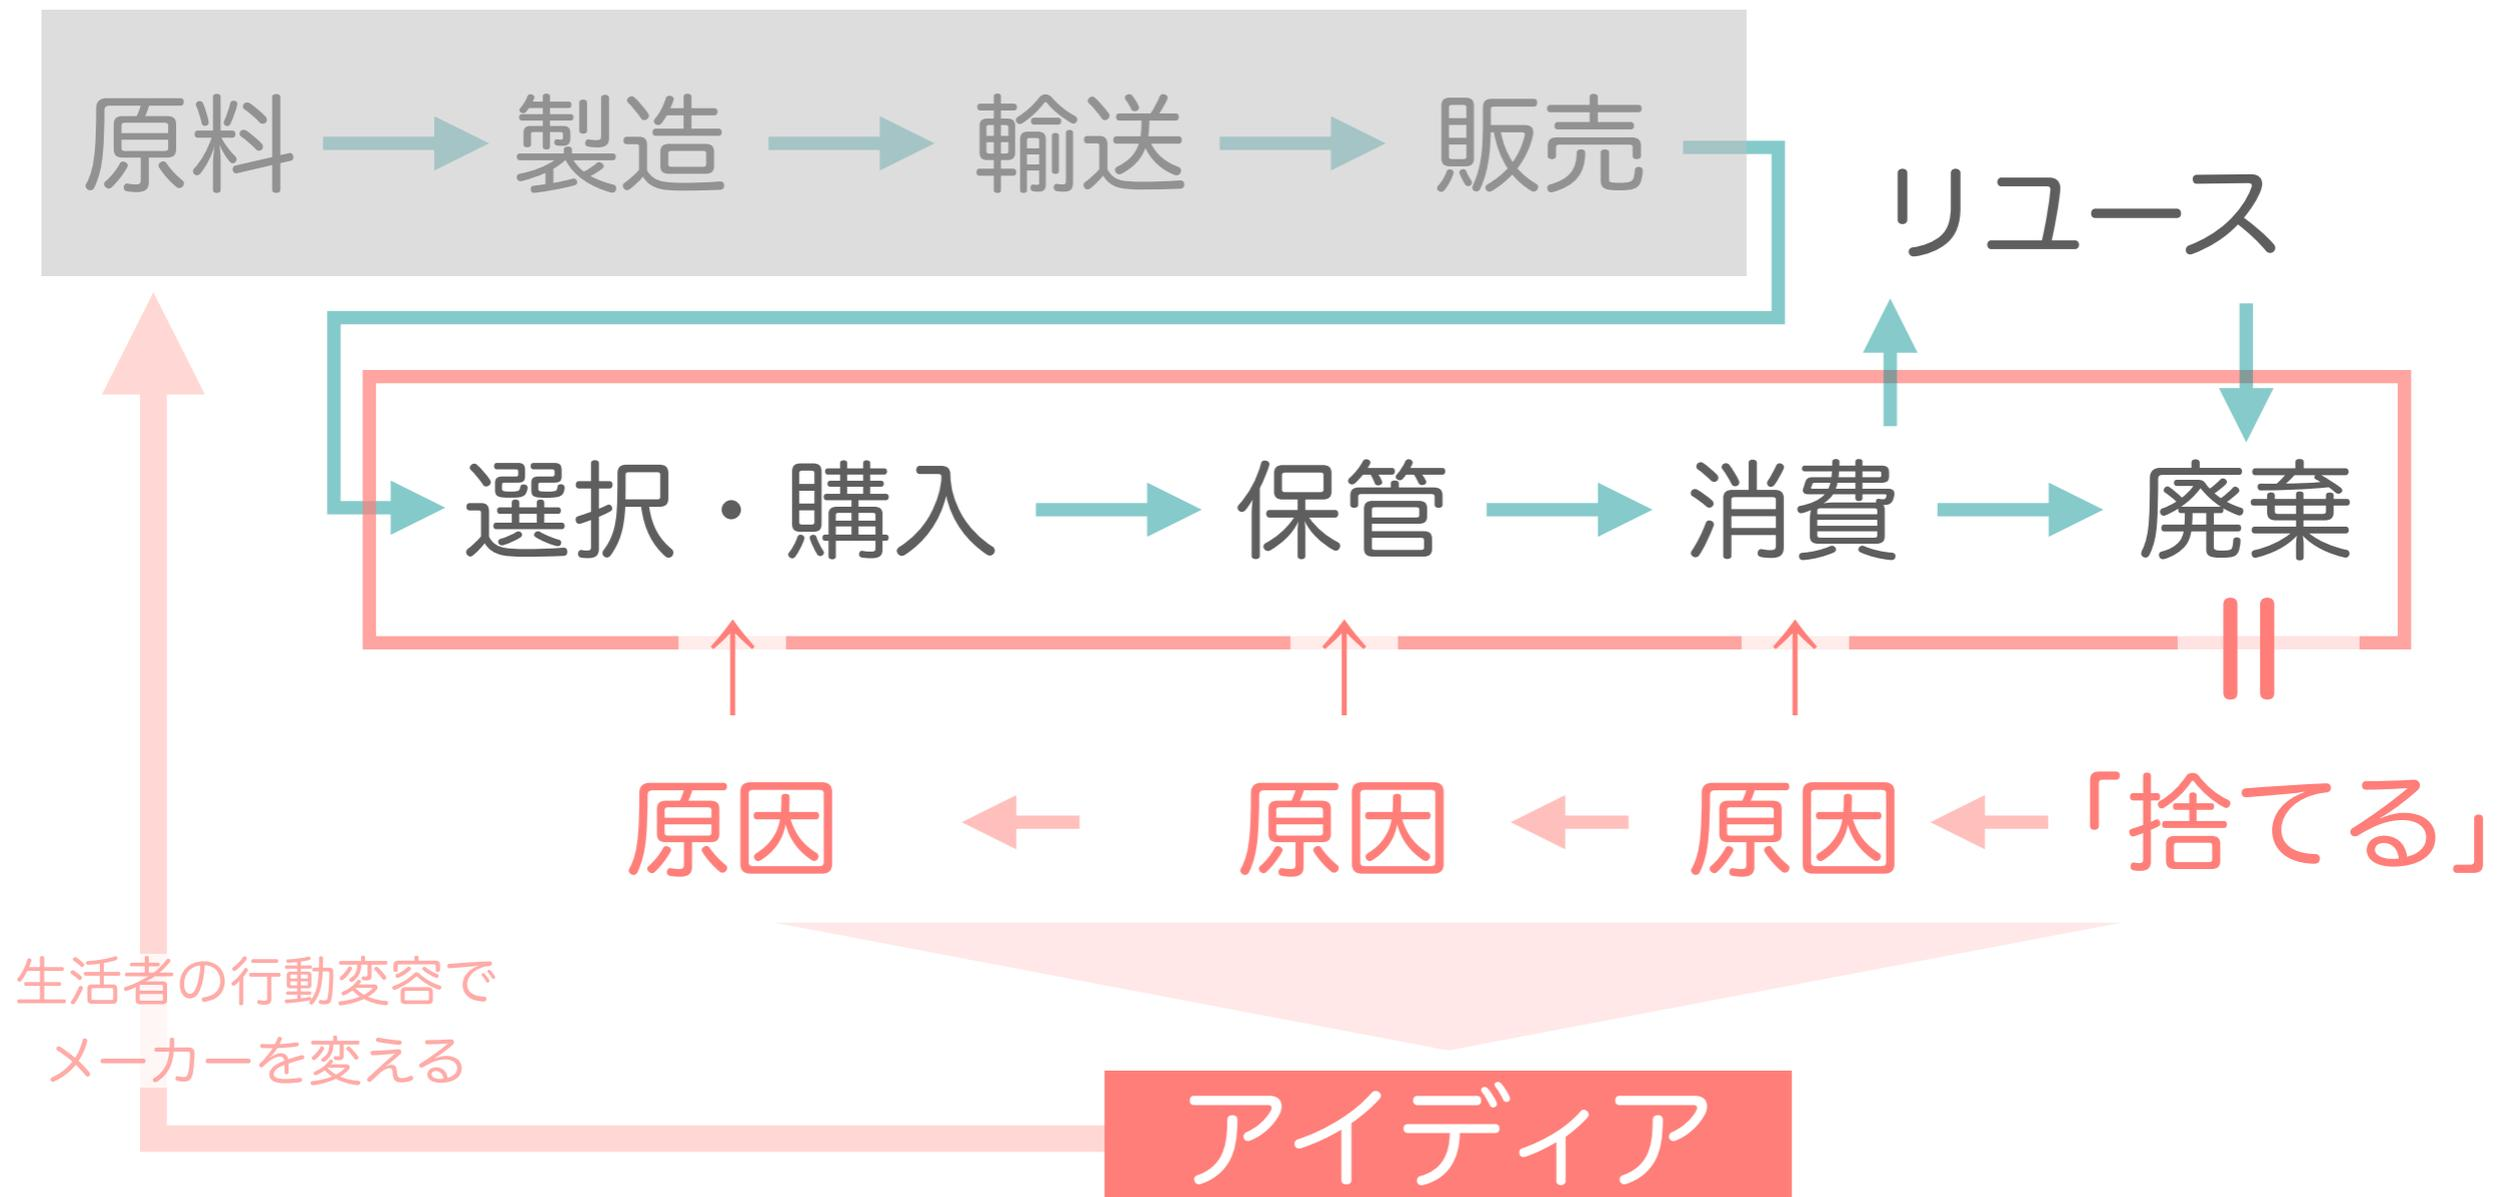 原料 製造 輸送 販売
リユース
選択・購入 保管 消費 廃棄
原因 原因 原因 「捨てる」
生活者の行動変容で
メーカーを変える
アイディア